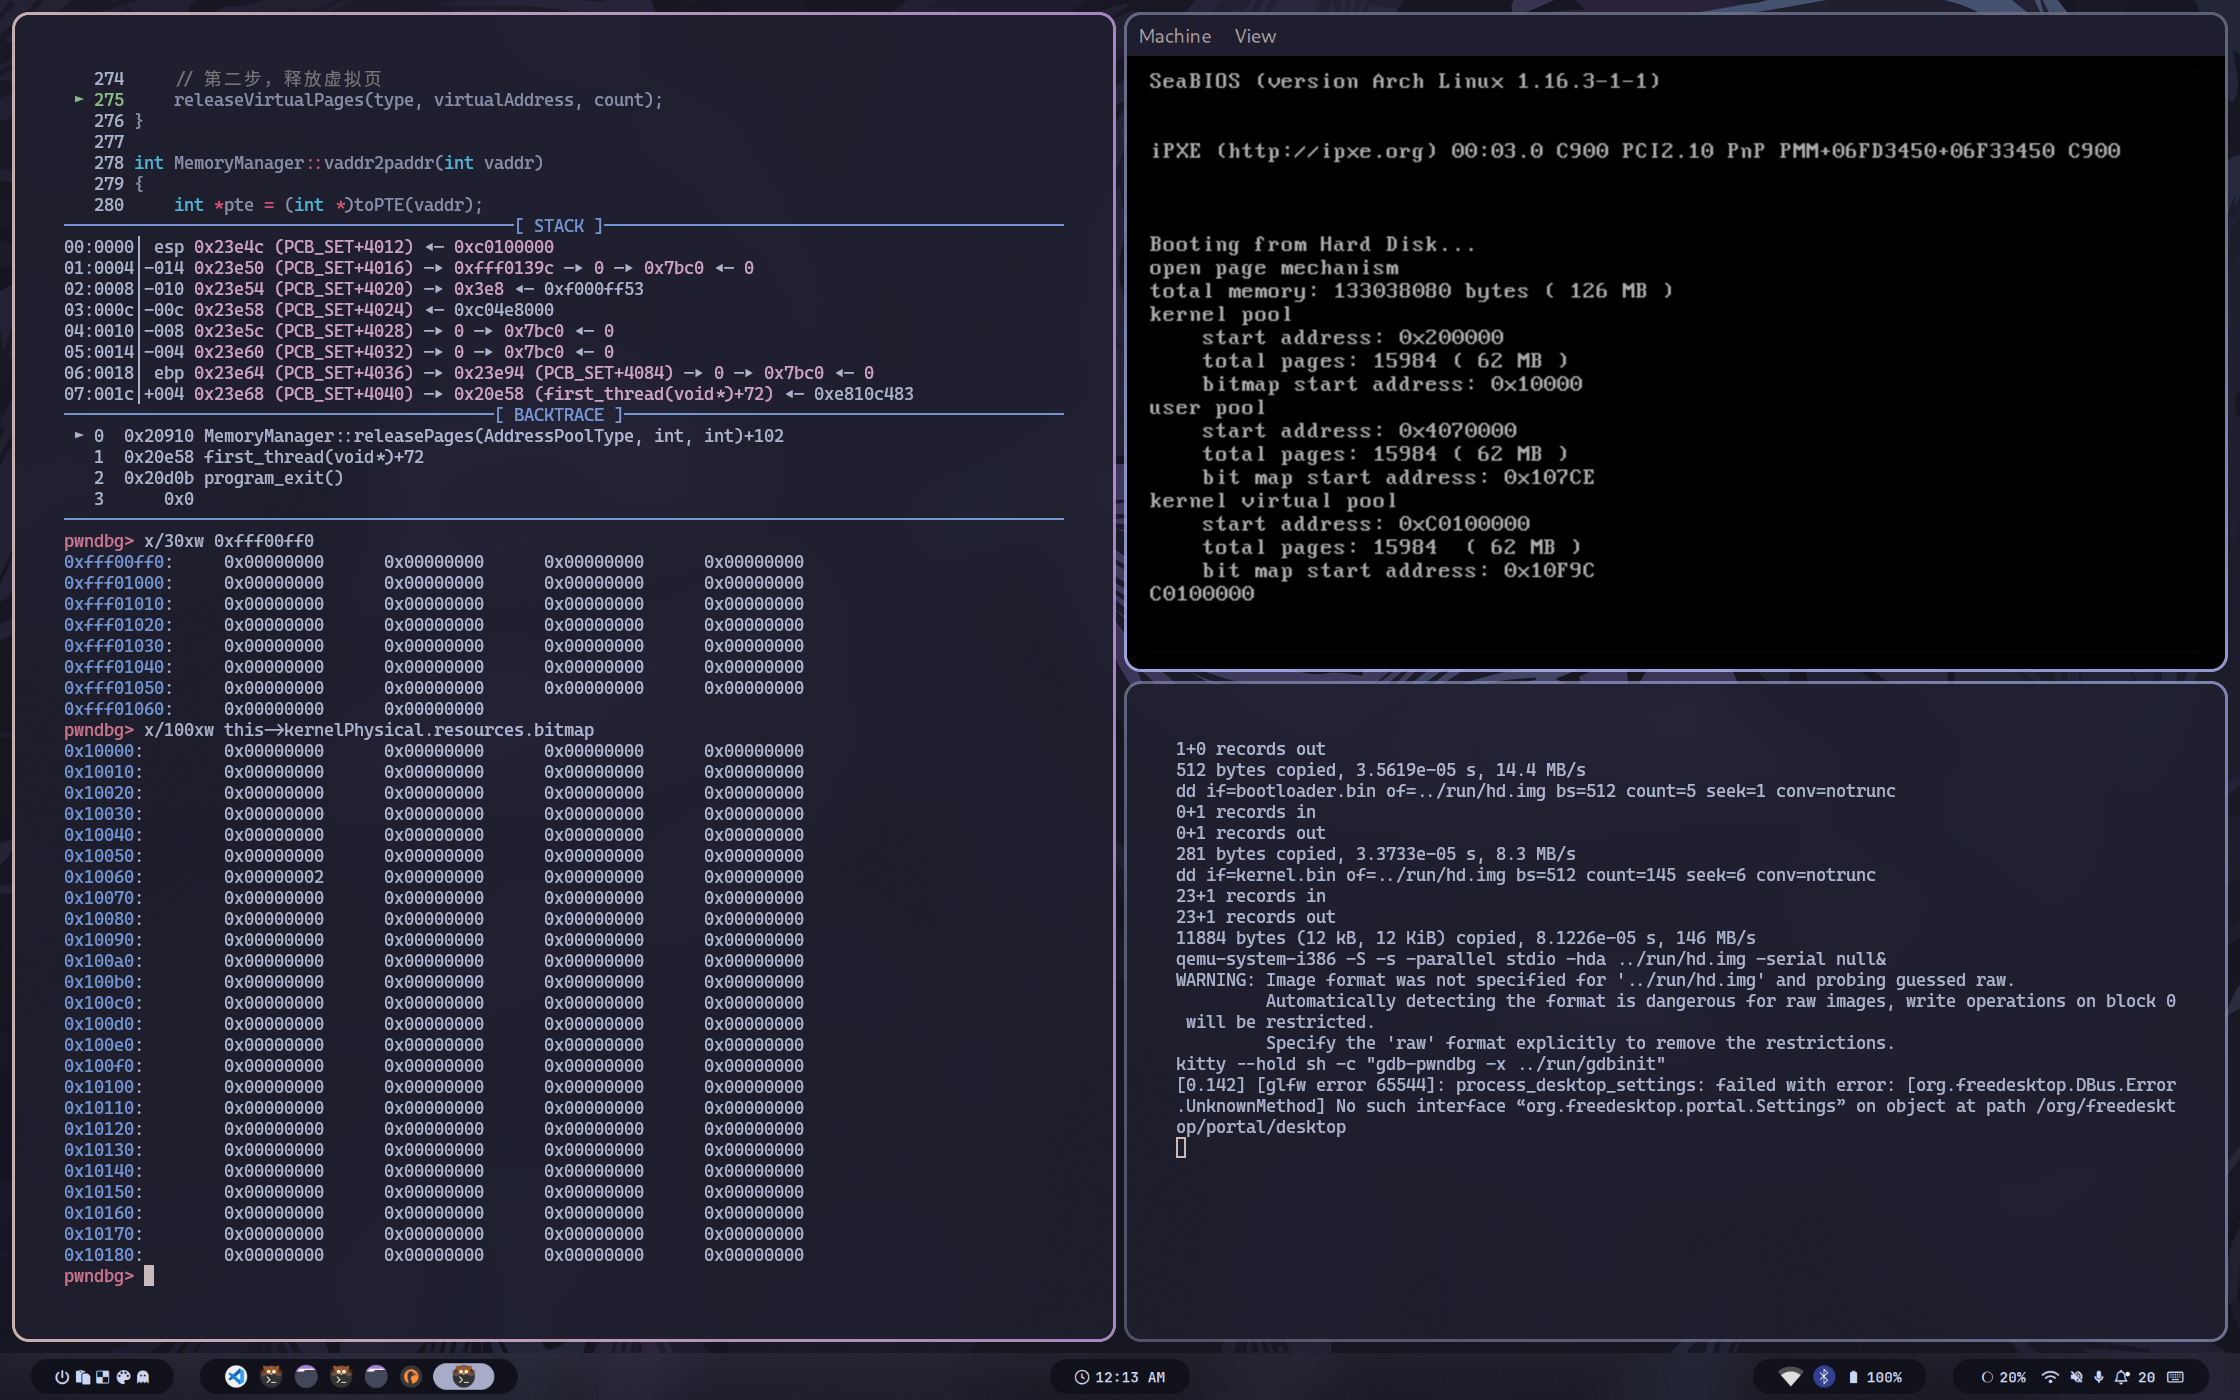 274     // 第二步，释放虚拟页
► 275     releaseVirtualPages(type, virtualAddress, count);
276 }
277
278 int MemoryManager::vaddr2paddr(int vaddr)
279 {
280     int *pte = (int *)toPTE(vaddr);
[ STACK ]
00:0000│ esp 0x23e4c (PCB_SET+4012) ◂— 0xc0100000
01:0004│-014 0x23e50 (PCB_SET+4016) —▸ 0xfff0139c —▸ 0 —▸ 0x7bc0 ◂— 0
02:0008│-010 0x23e54 (PCB_SET+4020) —▸ 0x3e8 ◂— 0xf000ff53
03:000c│-00c 0x23e58 (PCB_SET+4024) ◂— 0xc04e8000
04:0010│-008 0x23e5c (PCB_SET+4028) —▸ 0 —▸ 0x7bc0 ◂— 0
05:0014│-004 0x23e60 (PCB_SET+4032) —▸ 0 —▸ 0x7bc0 ◂— 0
06:0018│ ebp 0x23e64 (PCB_SET+4036) —▸ 0x23e94 (PCB_SET+4084) —▸ 0 —▸ 0x7bc0 ◂— 0
07:001c│+004 0x23e68 (PCB_SET+4040) —▸ 0x20e58 (first_thread(void*)+72) ◂— 0xe810c483
[ BACKTRACE ]
► 0  0x20910 MemoryManager::releasePages(AddressPoolType, int, int)+102
1  0x20e58 first_thread(void*)+72
2  0x20d0b program_exit()
3      0x0
pwndbg> x/30xw 0xfff00ff0
0xfff00ff0:     0x00000000      0x00000000      0x00000000      0x00000000
0xfff01000:     0x00000000      0x00000000      0x00000000      0x00000000
0xfff01010:     0x00000000      0x00000000      0x00000000      0x00000000
0xfff01020:     0x00000000      0x00000000      0x00000000      0x00000000
0xfff01030:     0x00000000      0x00000000      0x00000000      0x00000000
0xfff01040:     0x00000000      0x00000000      0x00000000      0x00000000
0xfff01050:     0x00000000      0x00000000      0x00000000      0x00000000
0xfff01060:     0x00000000      0x00000000
pwndbg> x/100xw this->kernelPhysical.resources.bitmap
0x10000:        0x00000000      0x00000000      0x00000000      0x00000000
0x10010:        0x00000000      0x00000000      0x00000000      0x00000000
0x10020:        0x00000000      0x00000000      0x00000000      0x00000000
0x10030:        0x00000000      0x00000000      0x00000000      0x00000000
0x10040:        0x00000000      0x00000000      0x00000000      0x00000000
0x10050:        0x00000000      0x00000000      0x00000000      0x00000000
0x10060:        0x00000002      0x00000000      0x00000000      0x00000000
0x10070:        0x00000000      0x00000000      0x00000000      0x00000000
0x10080:        0x00000000      0x00000000      0x00000000      0x00000000
0x10090:        0x00000000      0x00000000      0x00000000      0x00000000
0x100a0:        0x00000000      0x00000000      0x00000000      0x00000000
0x100b0:        0x00000000      0x00000000      0x00000000      0x00000000
0x100c0:        0x00000000      0x00000000      0x00000000      0x00000000
0x100d0:        0x00000000      0x00000000      0x00000000      0x00000000
0x100e0:        0x00000000      0x00000000      0x00000000      0x00000000
0x100f0:        0x00000000      0x00000000      0x00000000      0x00000000
0x10100:        0x00000000      0x00000000      0x00000000      0x00000000
0x10110:        0x00000000      0x00000000      0x00000000      0x00000000
0x10120:        0x00000000      0x00000000      0x00000000      0x00000000
0x10130:        0x00000000      0x00000000      0x00000000      0x00000000
0x10140:        0x00000000      0x00000000      0x00000000      0x00000000
0x10150:        0x00000000      0x00000000      0x00000000      0x00000000
0x10160:        0x00000000      0x00000000      0x00000000      0x00000000
0x10170:        0x00000000      0x00000000      0x00000000      0x00000000
0x10180:        0x00000000      0x00000000      0x00000000      0x00000000
pwndbg>
Machine View
SeaBIOS (version Arch Linux 1.16.3-1-1)
iPXE (http://ipxe.org) 00:03.0 C900 PCI2.10 PnP PMM+06FD3450+06F33450 C900
Booting from Hard Disk...
open page mechanism
total memory: 133038080 bytes ( 126 MB )
kernel pool
start address: 0x200000
total pages: 15984 ( 62 MB )
bitmap start address: 0x10000
user pool
start address: 0x4070000
total pages: 15984 ( 62 MB )
bit map start address: 0x107CE
kernel virtual pool
start address: 0xC0100000
total pages: 15984  ( 62 MB )
bit map start address: 0x10F9C
C0100000
1+0 records out
512 bytes copied, 3.5619e-05 s, 14.4 MB/s
dd if=bootloader.bin of=../run/hd.img bs=512 count=5 seek=1 conv=notrunc
0+1 records in
0+1 records out
281 bytes copied, 3.3733e-05 s, 8.3 MB/s
dd if=kernel.bin of=../run/hd.img bs=512 count=145 seek=6 conv=notrunc
23+1 records in
23+1 records out
11884 bytes (12 kB, 12 KiB) copied, 8.1226e-05 s, 146 MB/s
qemu-system-i386 -S -s -parallel stdio -hda ../run/hd.img -serial null&
WARNING: Image format was not specified for '../run/hd.img' and probing guessed raw.
Automatically detecting the format is dangerous for raw images, write operations on block 0
will be restricted.
Specify the 'raw' format explicitly to remove the restrictions.
kitty --hold sh -c "gdb-pwndbg -x ../run/gdbinit"
[0.142] [glfw error 65544]: process_desktop_settings: failed with error: [org.freedesktop.DBus.Error
.UnknownMethod] No such interface “org.freedesktop.portal.Settings” on object at path /org/freedeskt
op/portal/desktop
12:13 AM
100%
20%
20